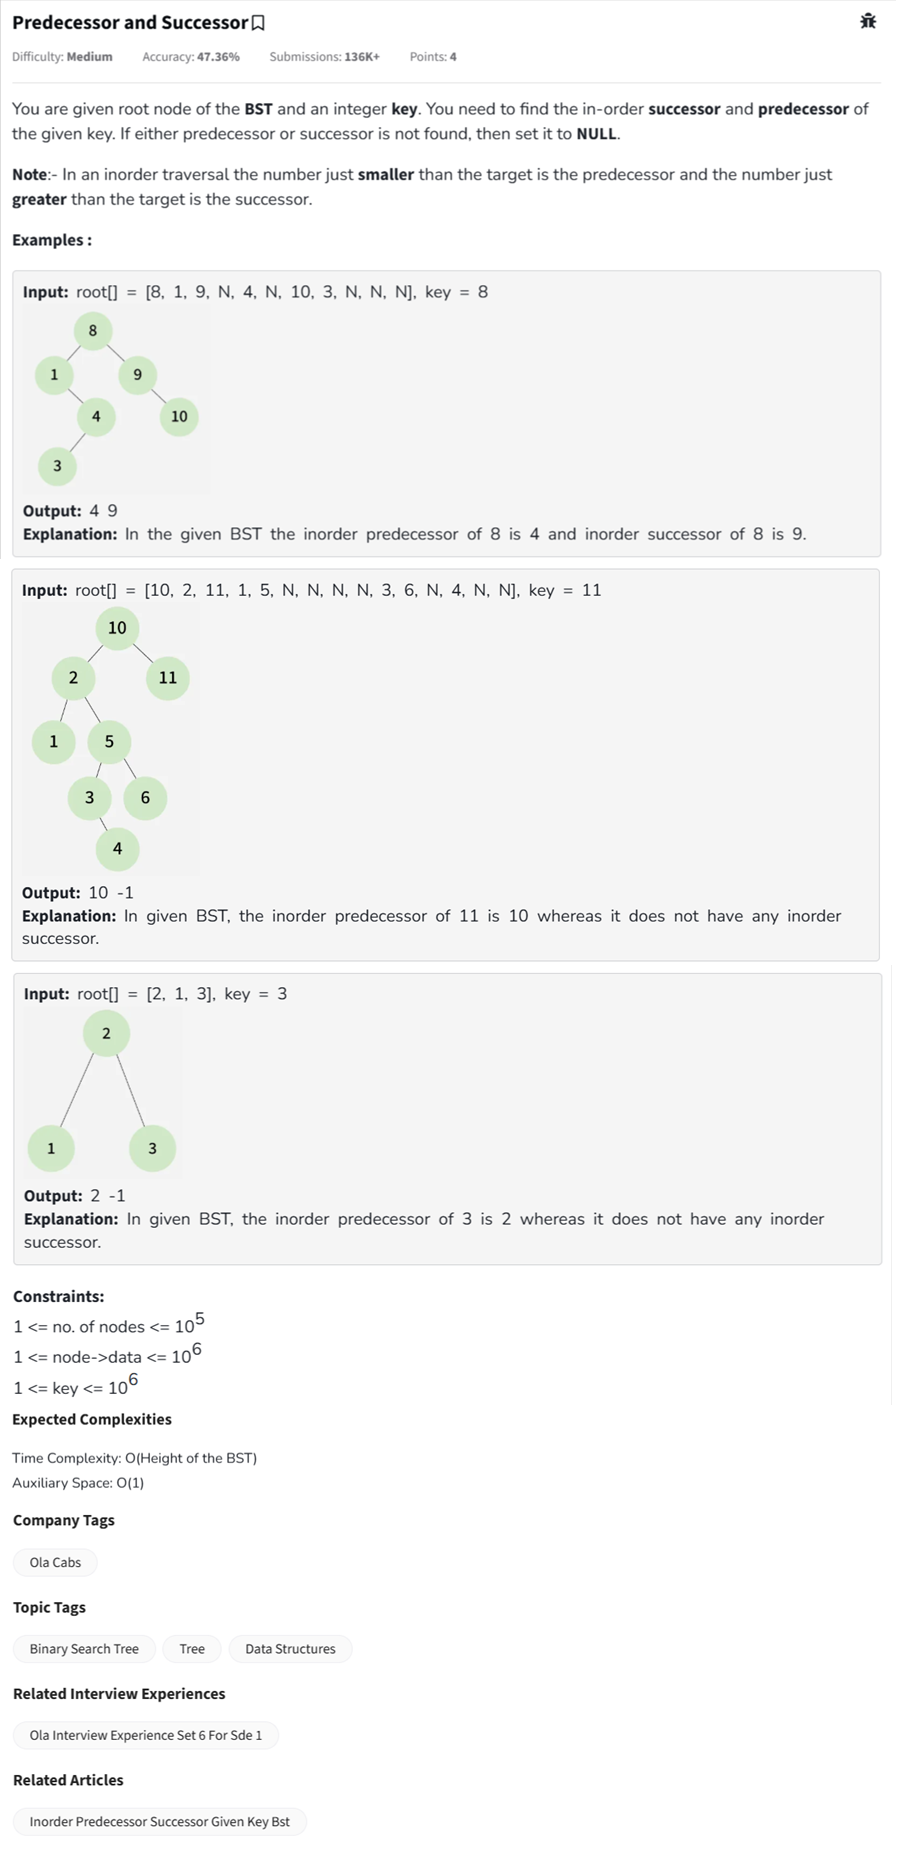 Predecessor and Successor
Difficulty: Medium Accuracy: 47.36% Submissions: 136K+ Points: 4
You are given root node of the BST and an integer key. You need to find the in-order successor and predecessor of
the given key. If either predecessor or successor is not found, then set it to NULL.
Note:- In an inorder traversal the number just smaller than the target is the predecessor and the number just
greater than the target is the successor.
Examples :
Input: root[] = [8, 1, 9, N, 4, N, 10, 3, N, N, N], key = 8
8
1 9
4 10
3
Output: 4 9
Explanation: In the given BST the inorder predecessor of 8 is 4 and inorder successor of 8 is 9.
Input: root[] = [10, 2, 11, 1, 5, N, N, N, N, 3, 6, N, 4, N, N], key = 11
10
2 11
1 5
3 6
4
Output: 10 -1
Explanation: In given BST, the inorder predecessor of 11 is 10 whereas it does not have any inorder
successor.
Input: root[] = [2, 1, 3], key = 3
2
1 3
Output: 2 -1
Explanation: In given BST, the inorder predecessor of 3 is 2 whereas it does not have any inorder
successor.
Constraints:
1 <= no. of nodes <= 10^5
1 <= node->data <= 10^6
1 <= key <= 10^6
Expected Complexities
Time Complexity: O(Height of the BST)
Auxiliary Space: O(1)
Company Tags
Ola Cabs
Topic Tags
Binary Search Tree Tree Data Structures
Related Interview Experiences
Ola Interview Experience Set 6 For Sde 1
Related Articles
Inorder Predecessor Successor Given Key Bst